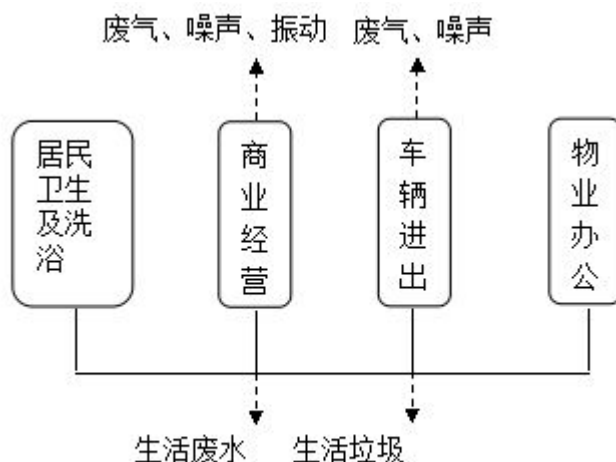 废气、噪声、振动
废气、噪声
居民
卫生
及洗
浴
商
业
经
营
车
辆
进
出
物
业
办
公
生活废水
生活垃圾